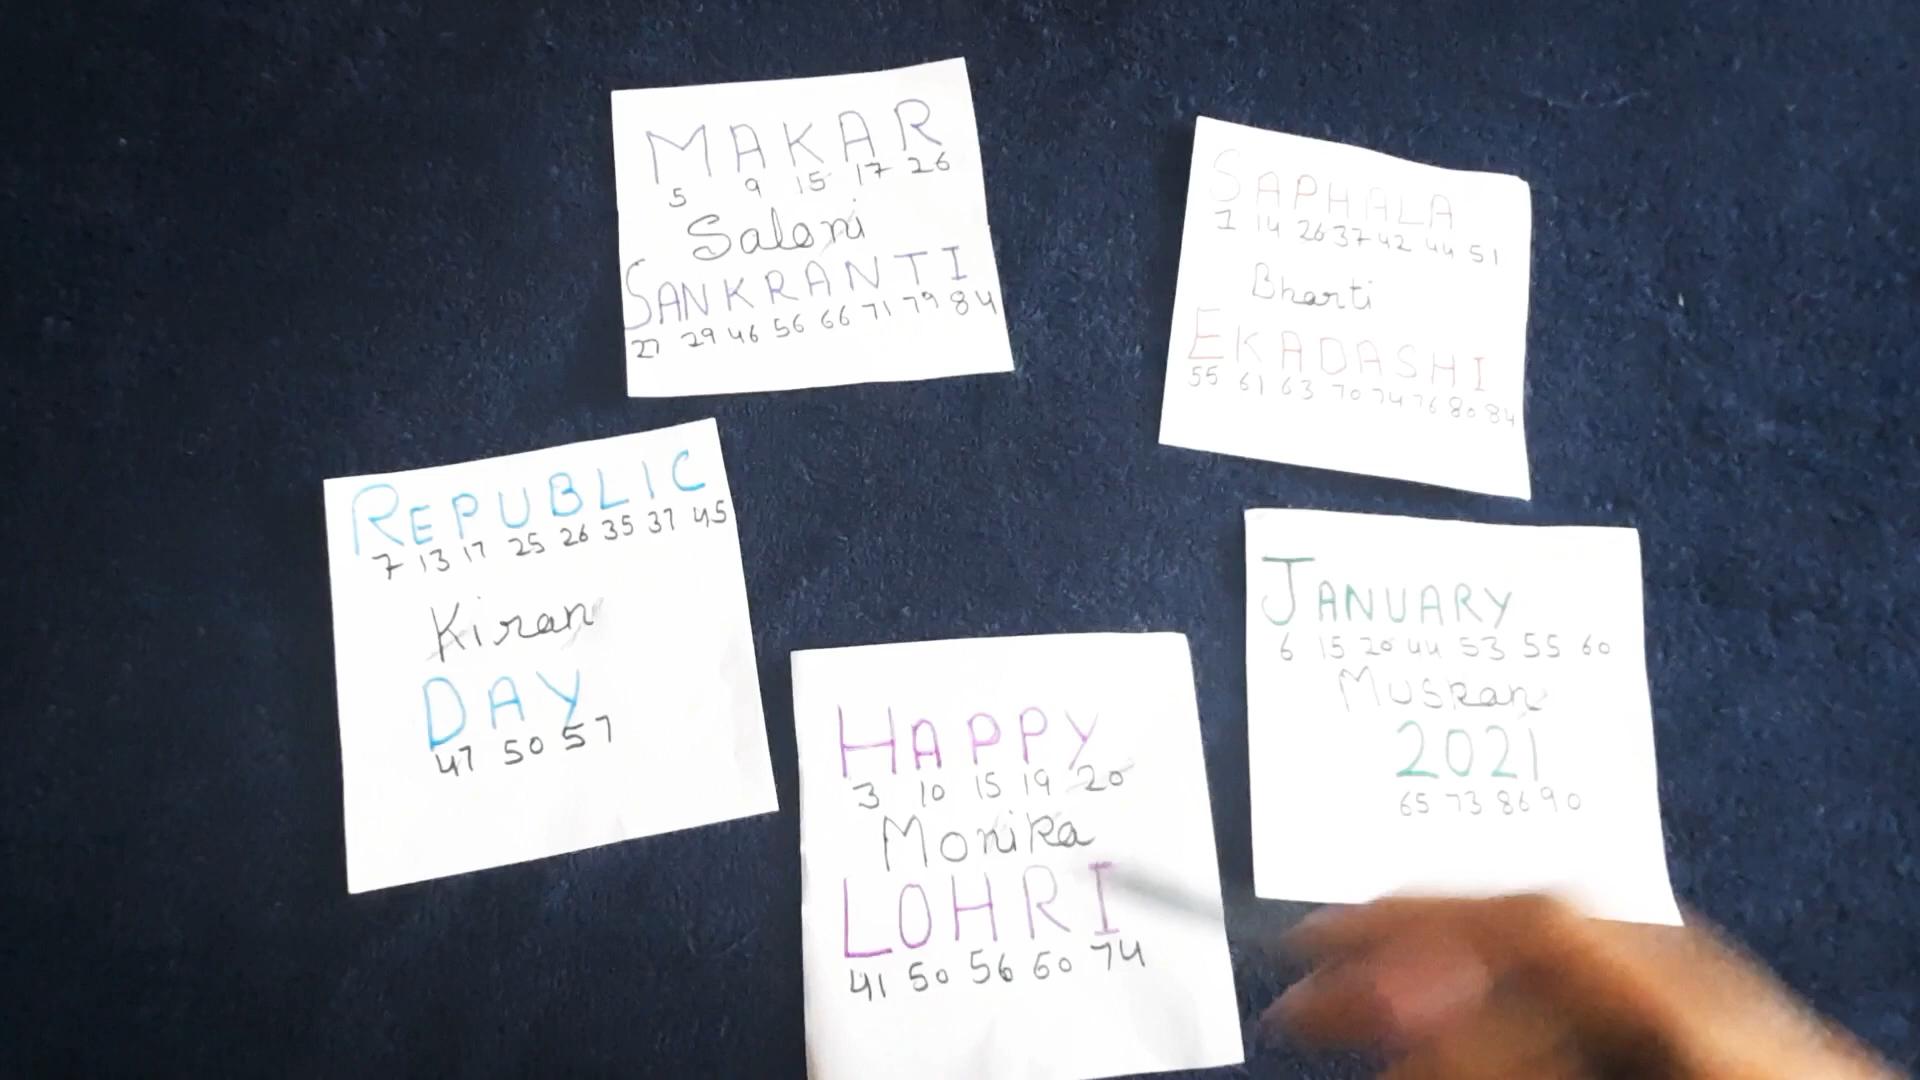 MAKAR
5 9 15 17 26
Saloni
SANKRANTI
27 29 46 56 66 71 79 84
SAPHALA
1 14 26 37 42 44 51
Bharti
EKADASHI
55 61 63 70 74 76 80 84
REPUBLIC
7 13 17 25 26 35 37 45
Kiran
DAY
47 50 57
HAPPY
3 10 15 19 20
Monika
LOHRI
41 50 56 60 74
JANUARY
6 15 20 44 53 55 60
Muskan
2021
65 73 86 90